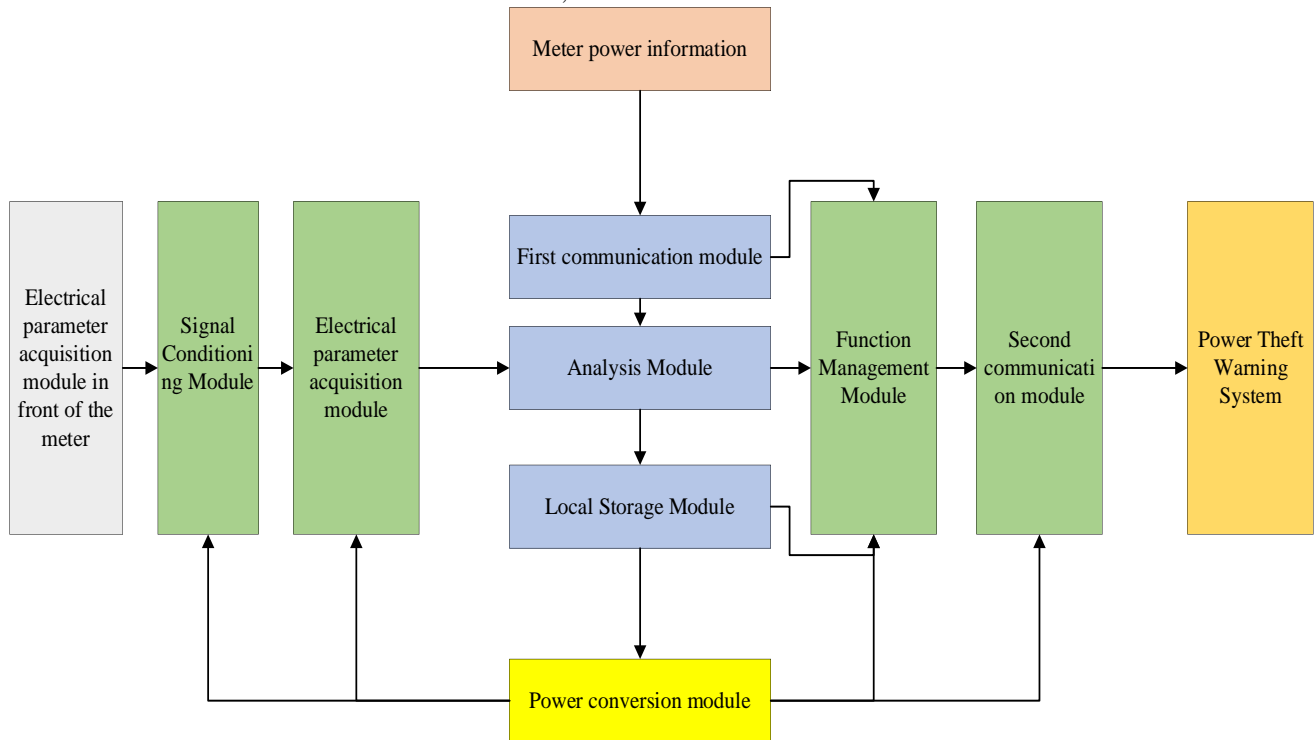 Meter power information
First communication module
Electrical
parameter
acquisition
module in
front of the
meter
Signal
Conditioni
ng Module
Electrical
parameter
acquisition
module
Analysis Module
Function
Management
Module
Second
communicati
on module
Power Theft
Warning
System
Local Storage Module
Power conversion module